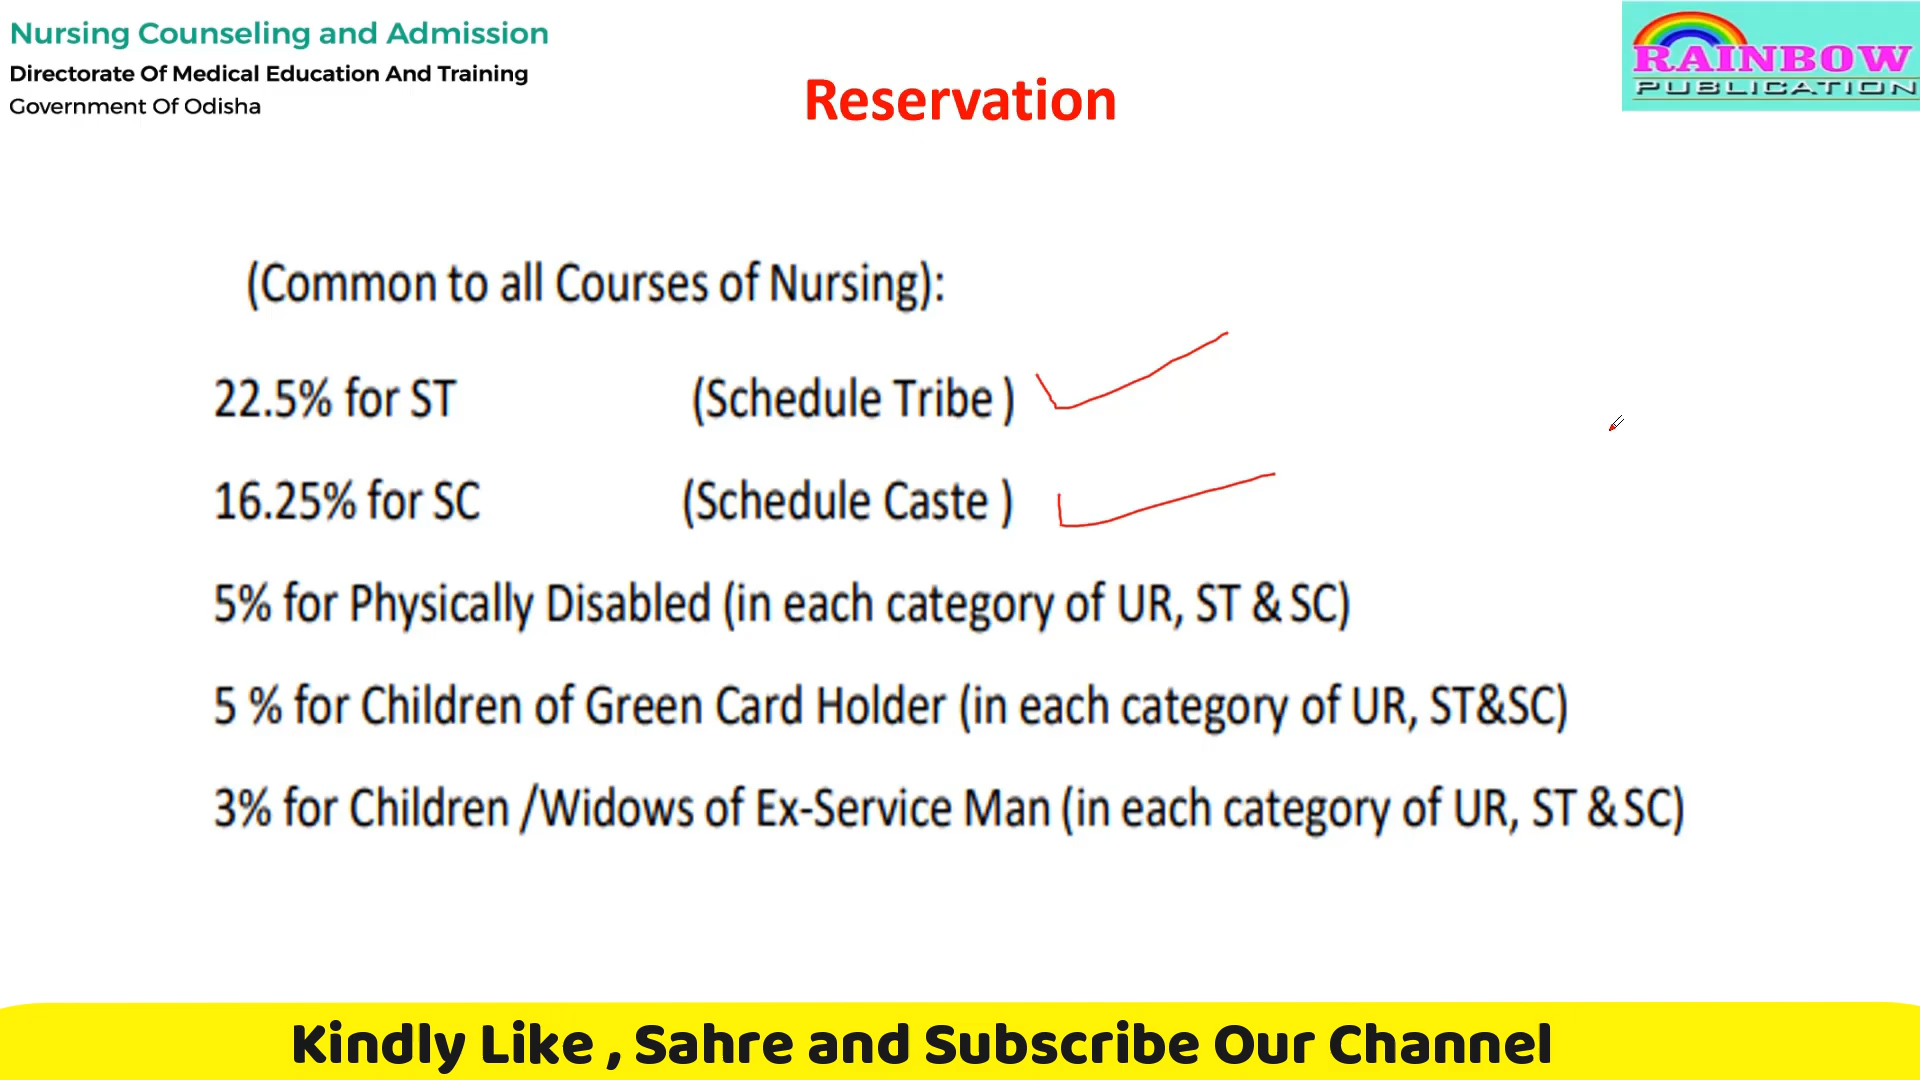 Nursing Counseling and Admission
Directorate Of Medical Education And Training
Government Of Odisha
RAINBOW
PUBLICATION
Reservation
(Common to all Courses of Nursing):
22.5% for ST (Schedule Tribe )
16.25% for SC (Schedule Caste )
5% for Physically Disabled (in each category of UR, ST & SC)
5 % for Children of Green Card Holder (in each category of UR, ST&SC)
3% for Children /Widows of Ex-Service Man (in each category of UR, ST & SC)
Kindly Like , Sahre and Subscribe Our Channel